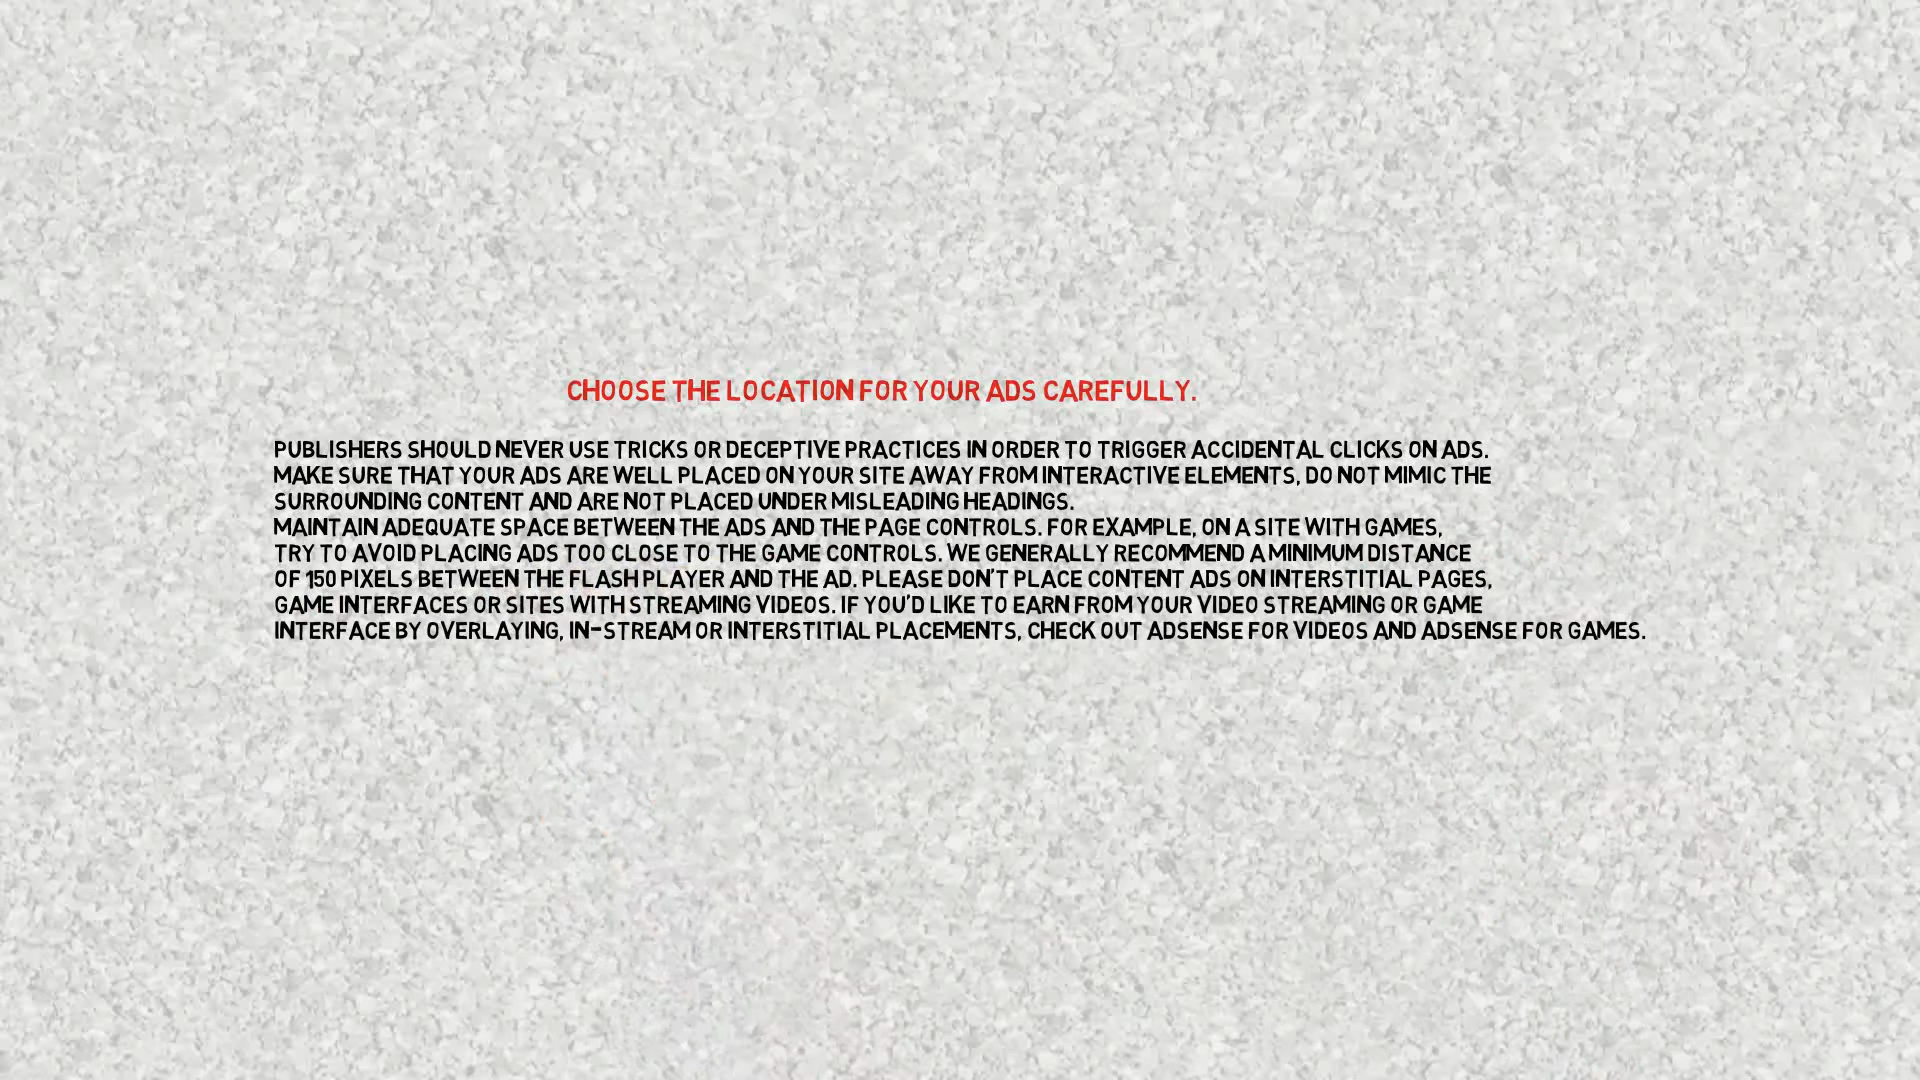 CHOOSE THE LOCATION FOR YOUR ADS CAREFULLY.
PUBLISHERS SHOULD NEVER USE TRICKS OR DECEPTIVE PRACTICES IN ORDER TO TRIGGER ACCIDENTAL CLICKS ON ADS.
MAKE SURE THAT YOUR ADS ARE WELL PLACED ON YOUR SITE AWAY FROM INTERACTIVE ELEMENTS, DO NOT MIMIC THE
SURROUNDING CONTENT AND ARE NOT PLACED UNDER MISLEADING HEADINGS.
MAINTAIN ADEQUATE SPACE BETWEEN THE ADS AND THE PAGE CONTROLS. FOR EXAMPLE, ON A SITE WITH GAMES,
TRY TO AVOID PLACING ADS TOO CLOSE TO THE GAME CONTROLS. WE GENERALLY RECOMMEND A MINIMUM DISTANCE
OF 150 PIXELS BETWEEN THE FLASH PLAYER AND THE AD. PLEASE DON'T PLACE CONTENT ADS ON INTERSTITIAL PAGES,
GAME INTERFACES OR SITES WITH STREAMING VIDEOS. IF YOU'D LIKE TO EARN FROM YOUR VIDEO STREAMING OR GAME
INTERFACE BY OVERLAYING, IN-STREAM OR INTERSTITIAL PLACEMENTS, CHECK OUT ADSENSE FOR VIDEOS AND ADSENSE FOR GAMES.